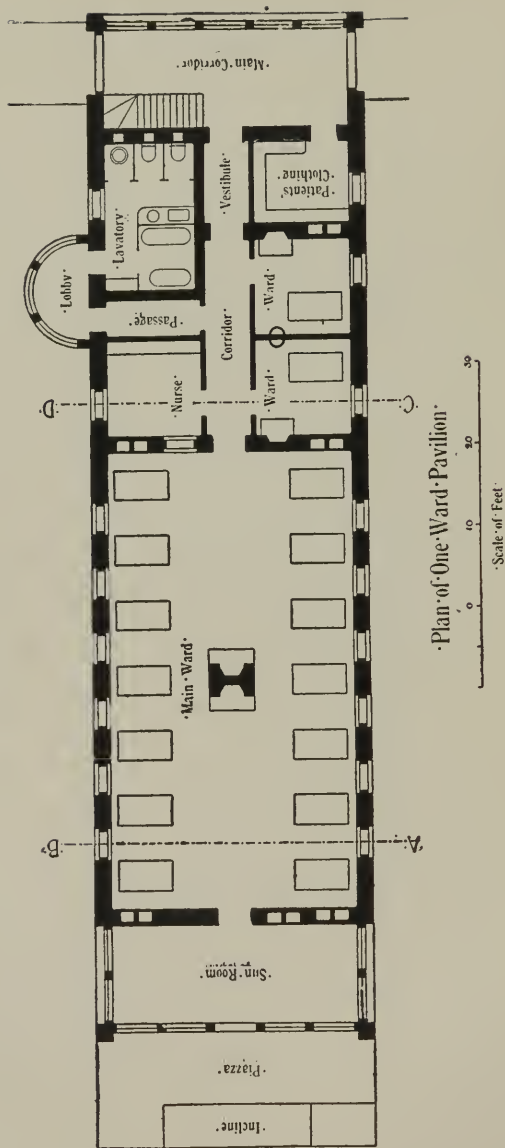 ·Main·Corridor·
·Patients'·
·Clothing·
·Vestibule·
·Lavatory·
·Lobby·
·Passage·
Corridor·
·Ward·
·Ward·
·Nurse·
·D·
·C·
·Main·Ward·
·B·
·A·
·Sun·Room·
·Piazza·
·Incline·
·Plan·of·One·Ward·Pavilion·
0 10 20 30
·Scale·of·Feet·